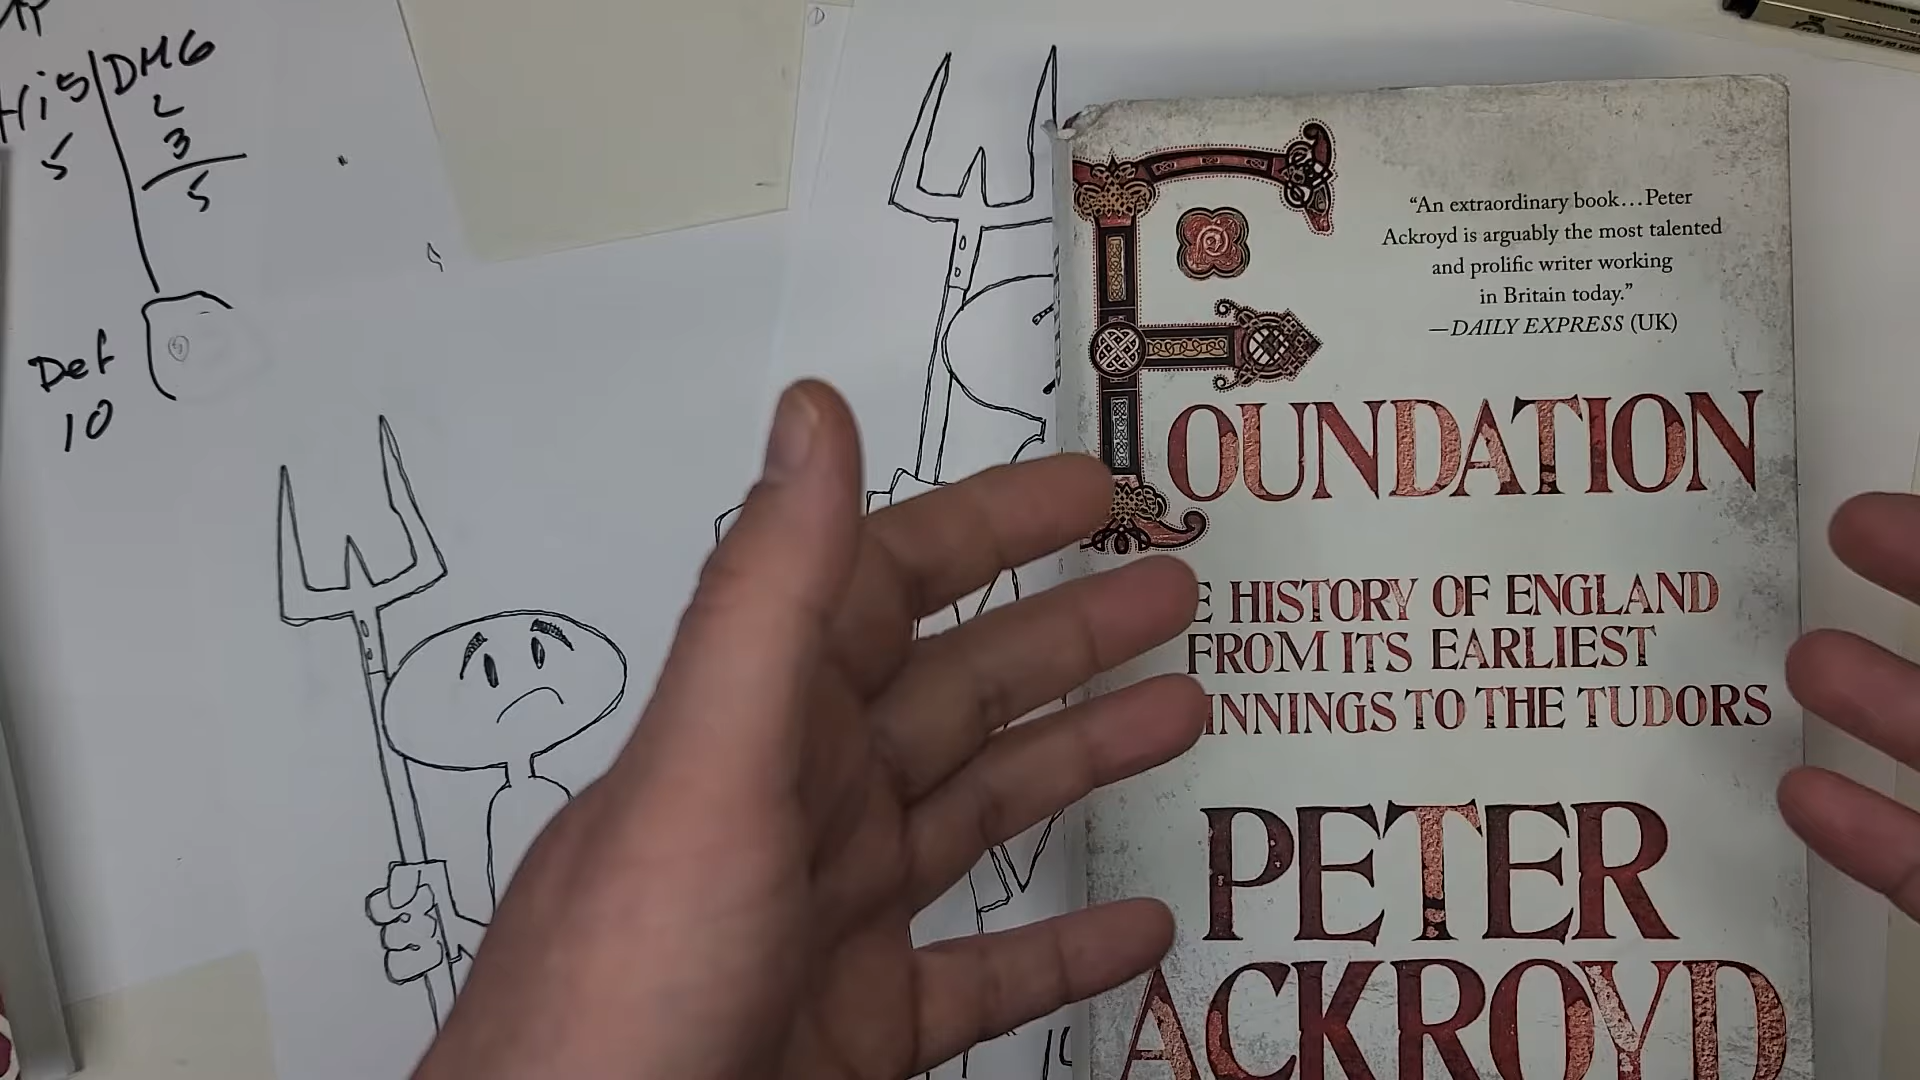 Hi5 DMG
L
5 3
5
Def
10
“An extraordinary book…Peter
Ackroyd is arguably the most talented
and prolific writer working
in Britain today.”
—DAILY EXPRESS (UK)
FOUNDATION
E HISTORY OF ENGLAND
FROM ITS EARLIEST
INNINGS TO THE TUDORS
PETER
ACKROYD